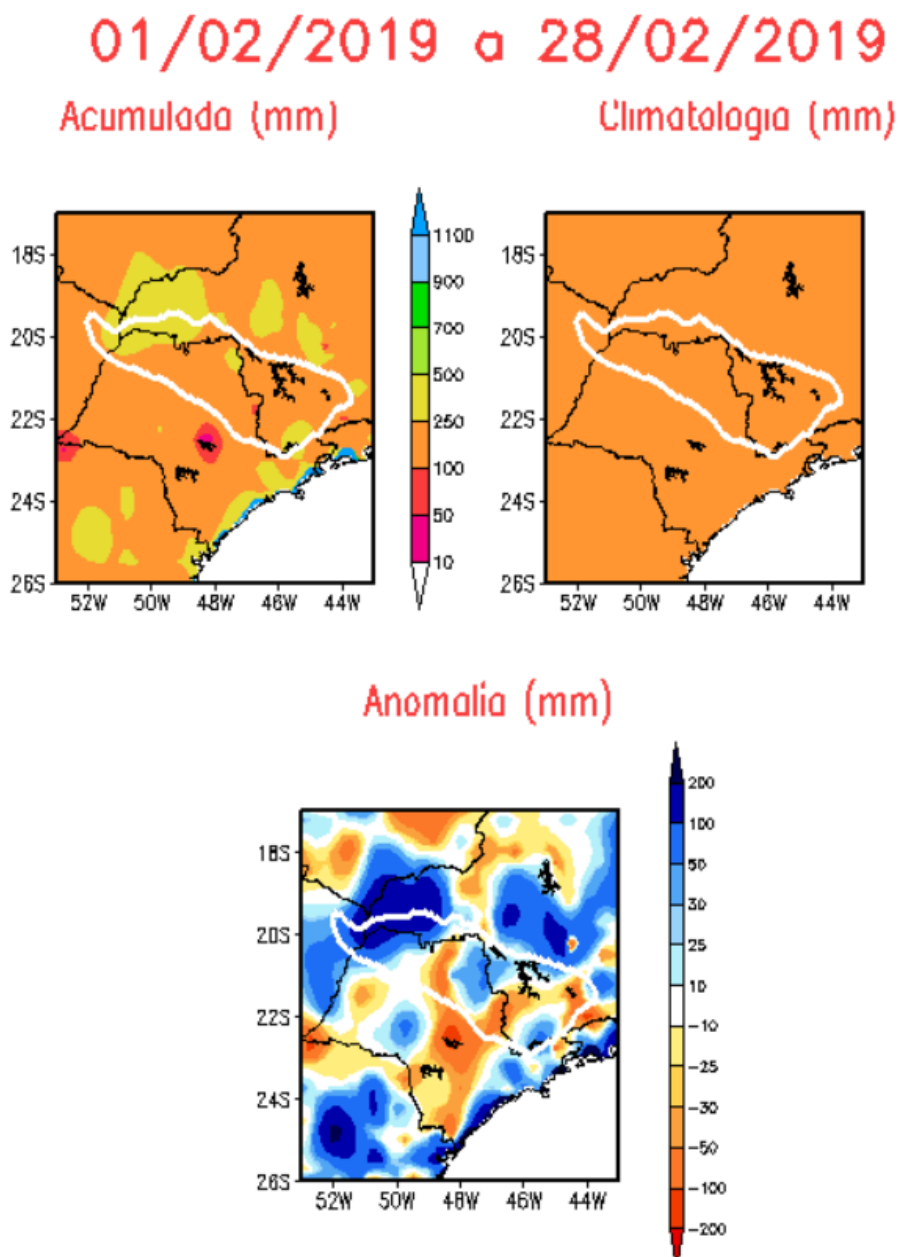 01/02/2019 a 28/02/2019
Acumulada (mm)
Climatologia (mm)
18S
20S
22S
24S
26S
52W 50W 48W 46W 44W
1100
900
700
500
250
100
50
10
18S
20S
22S
24S
26S
52W 50W 48W 46W 44W
Anomalia (mm)
18S
20S
22S
24S
26S
52W 50W 48W 46W 44W
200
100
50
30
25
10
-10
-25
-30
-50
-100
-200